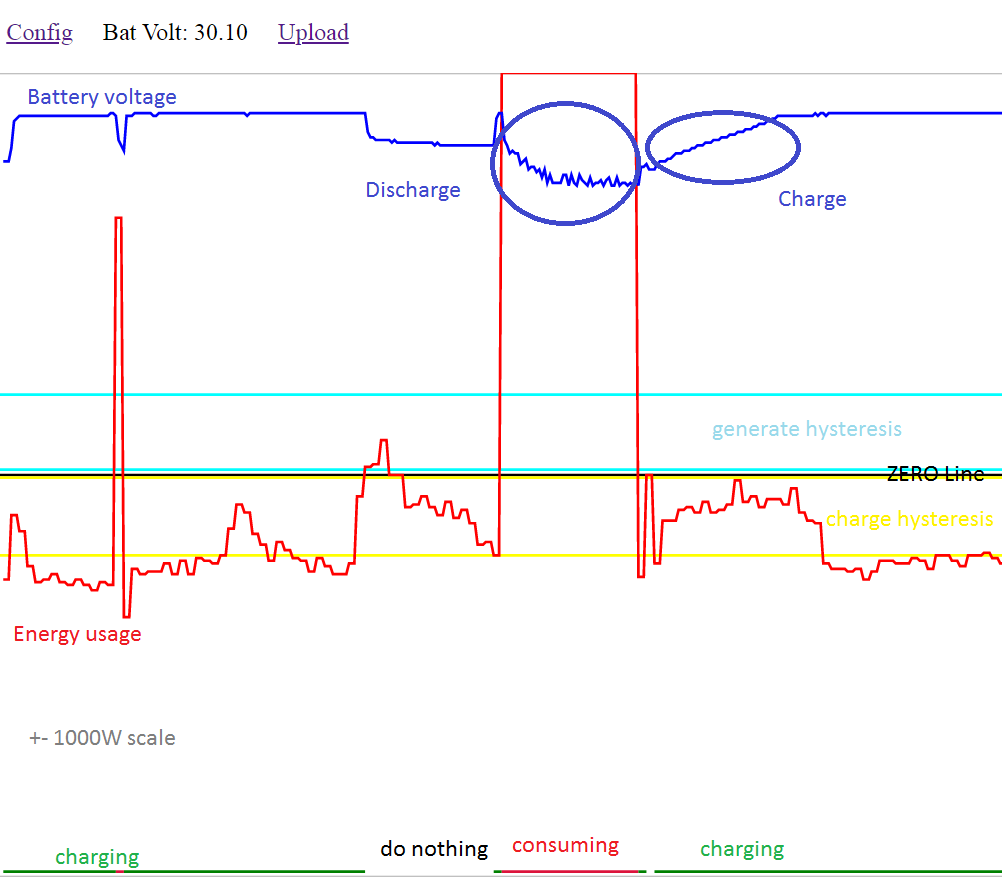 Config Bat Volt: 30.10 Upload
Battery voltage
Discharge
Charge
generate hysteresis
ZERO Line
charge hysteresis
Energy usage
+- 1000W scale
charging do nothing consuming charging